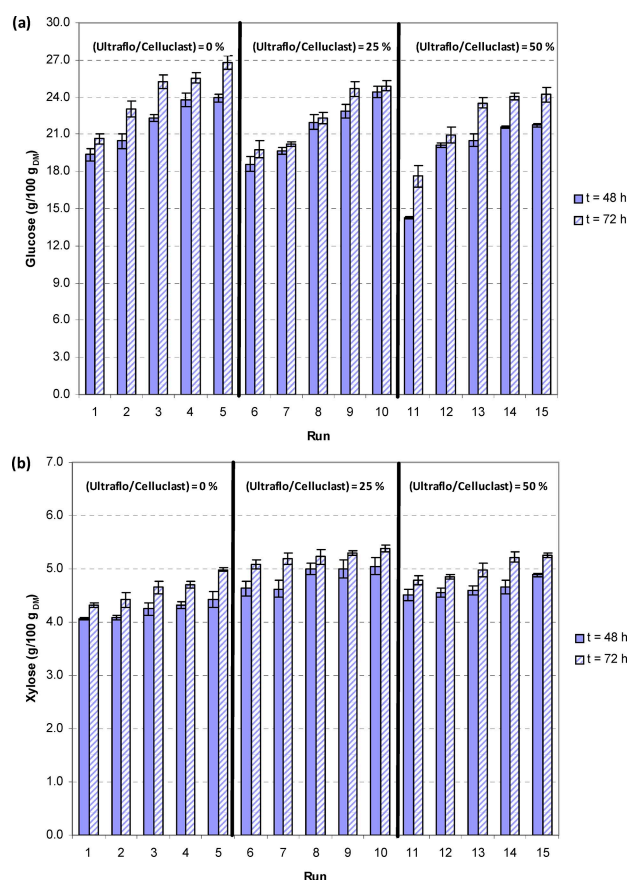 (a)
30.0
(Ultraflo/Celluclast) = 0 %
(Ultraflo/Celluclast) = 25 %
(Ultraflo/Celluclast) = 50 %
27.0
24.0
21.0
18.0
15.0
12.0
9.0
6.0
3.0
0.0
Glucose (g/100 g DM)
t = 48 h
t = 72 h
1 2 3 4 5 6 7 8 9 10 11 12 13 14 15
Run
(b)
7.0
(Ultraflo/Celluclast) = 0 %
(Ultraflo/Celluclast) = 25 %
(Ultraflo/Celluclast) = 50 %
6.0
5.0
4.0
3.0
2.0
1.0
0.0
Xylose (g/100 g DM)
t = 48 h
t = 72 h
1 2 3 4 5 6 7 8 9 10 11 12 13 14 15
Run